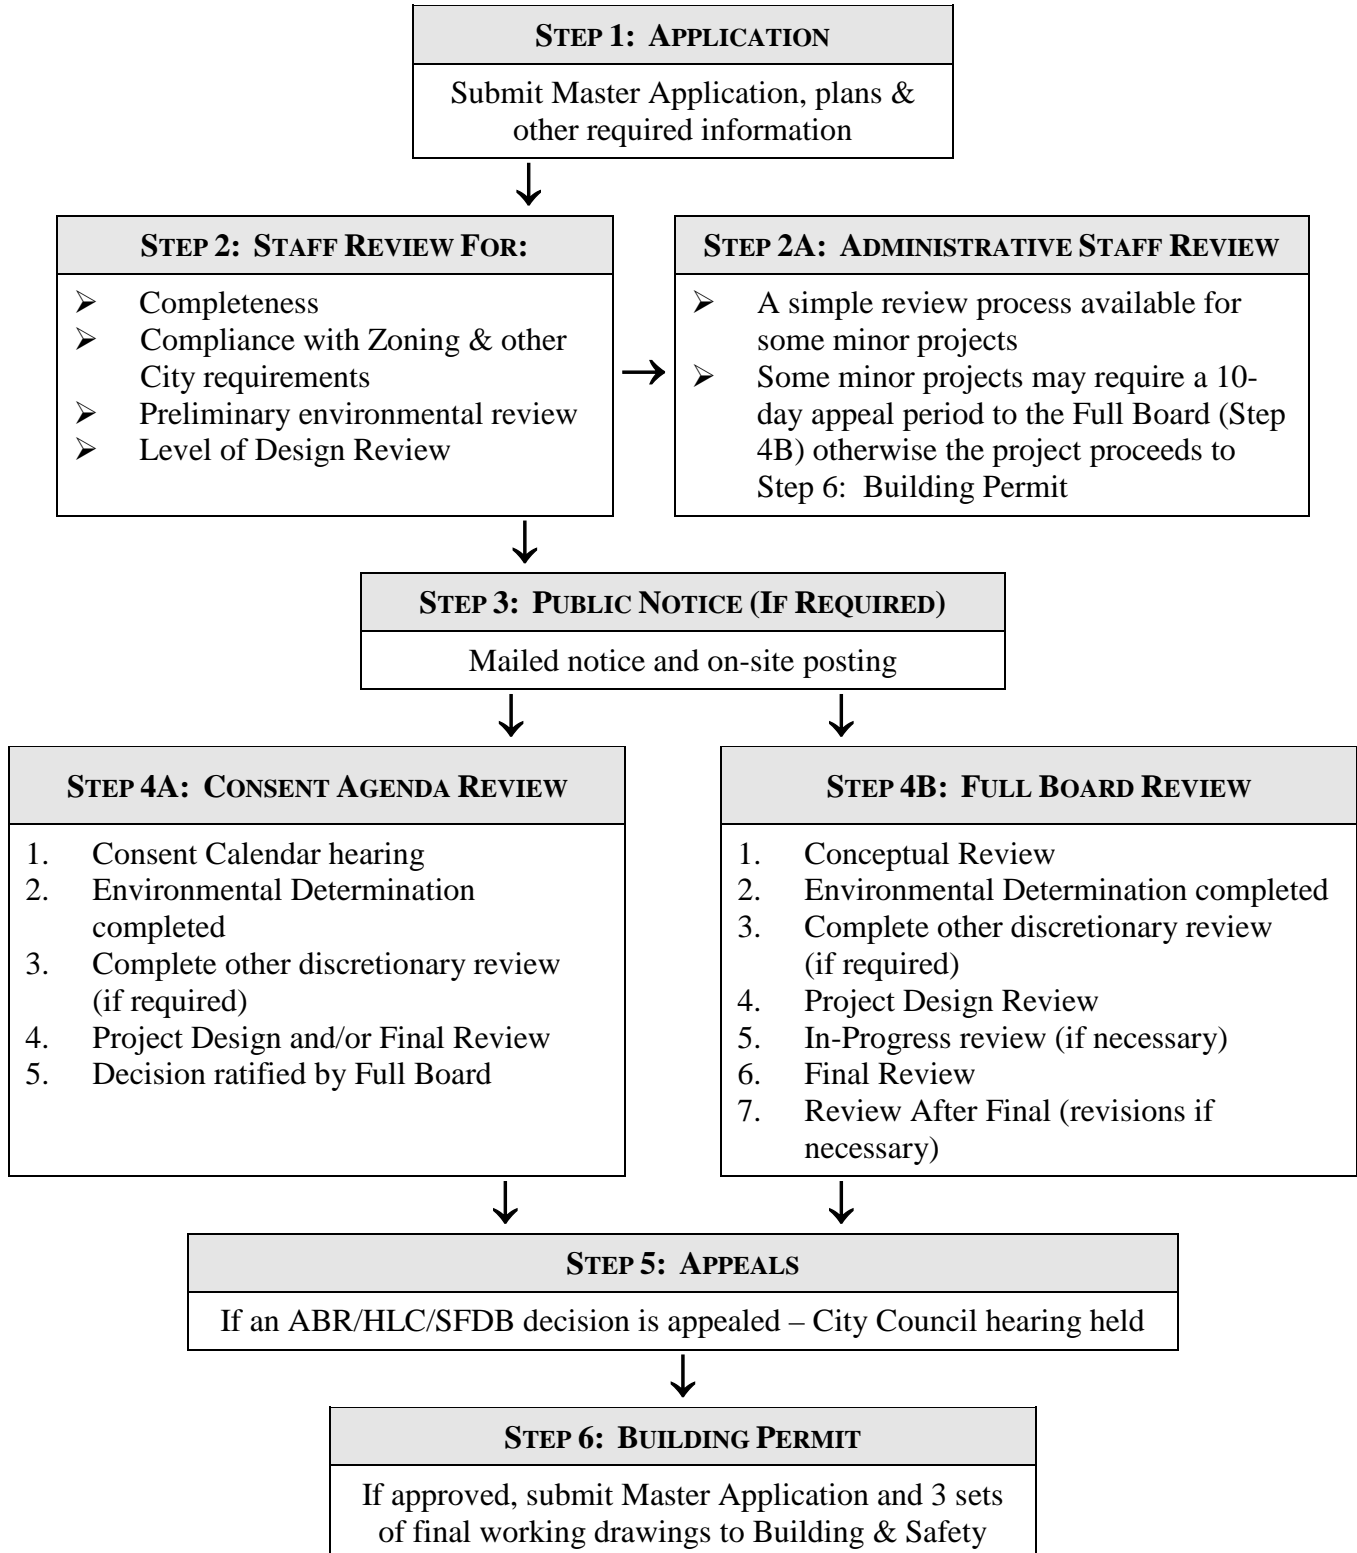 STEP 1: APPLICATION
Submit Master Application, plans &
other required information
STEP 2: STAFF REVIEW FOR:
➢ Completeness
➢ Compliance with Zoning & other
City requirements
➢ Preliminary environmental review
➢ Level of Design Review
STEP 2A: ADMINISTRATIVE STAFF REVIEW
➢ A simple review process available for
some minor projects
➢ Some minor projects may require a 10-
day appeal period to the Full Board (Step
4B) otherwise the project proceeds to
Step 6: Building Permit
STEP 3: PUBLIC NOTICE (IF REQUIRED)
Mailed notice and on-site posting
STEP 4A: CONSENT AGENDA REVIEW
1. Consent Calendar hearing
2. Environmental Determination
completed
3. Complete other discretionary review
(if required)
4. Project Design and/or Final Review
5. Decision ratified by Full Board
STEP 4B: FULL BOARD REVIEW
1. Conceptual Review
2. Environmental Determination completed
3. Complete other discretionary review
(if required)
4. Project Design Review
5. In-Progress review (if necessary)
6. Final Review
7. Review After Final (revisions if
necessary)
STEP 5: APPEALS
If an ABR/HLC/SFDB decision is appealed – City Council hearing held
STEP 6: BUILDING PERMIT
If approved, submit Master Application and 3 sets
of final working drawings to Building & Safety